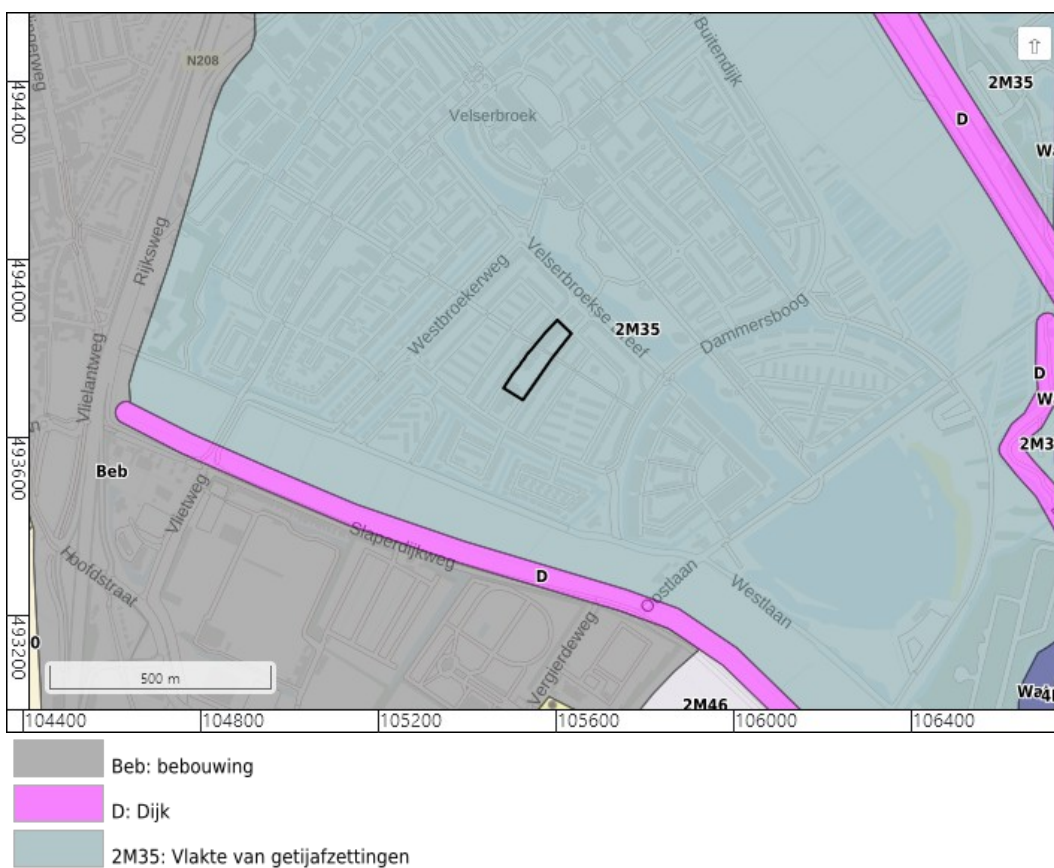 N208
Buitendijk
2M35
Velserbroek
D
Rijksweg
Westbroekerweg
Velserbroekse
2M35
Dammersboog
Vlielantweg
D
Beb
Vlietweg
Slaperdijkweg
D
Oostlaan
Westlaan
Hoofdstraat
Vergierdeweg
2M46
500 m
494400
494000
493600
493200
104400
104800
105200
105600
106000
106400
Beb: bebouwing
D: Dijk
2M35: Vlakte van getijafzettingen